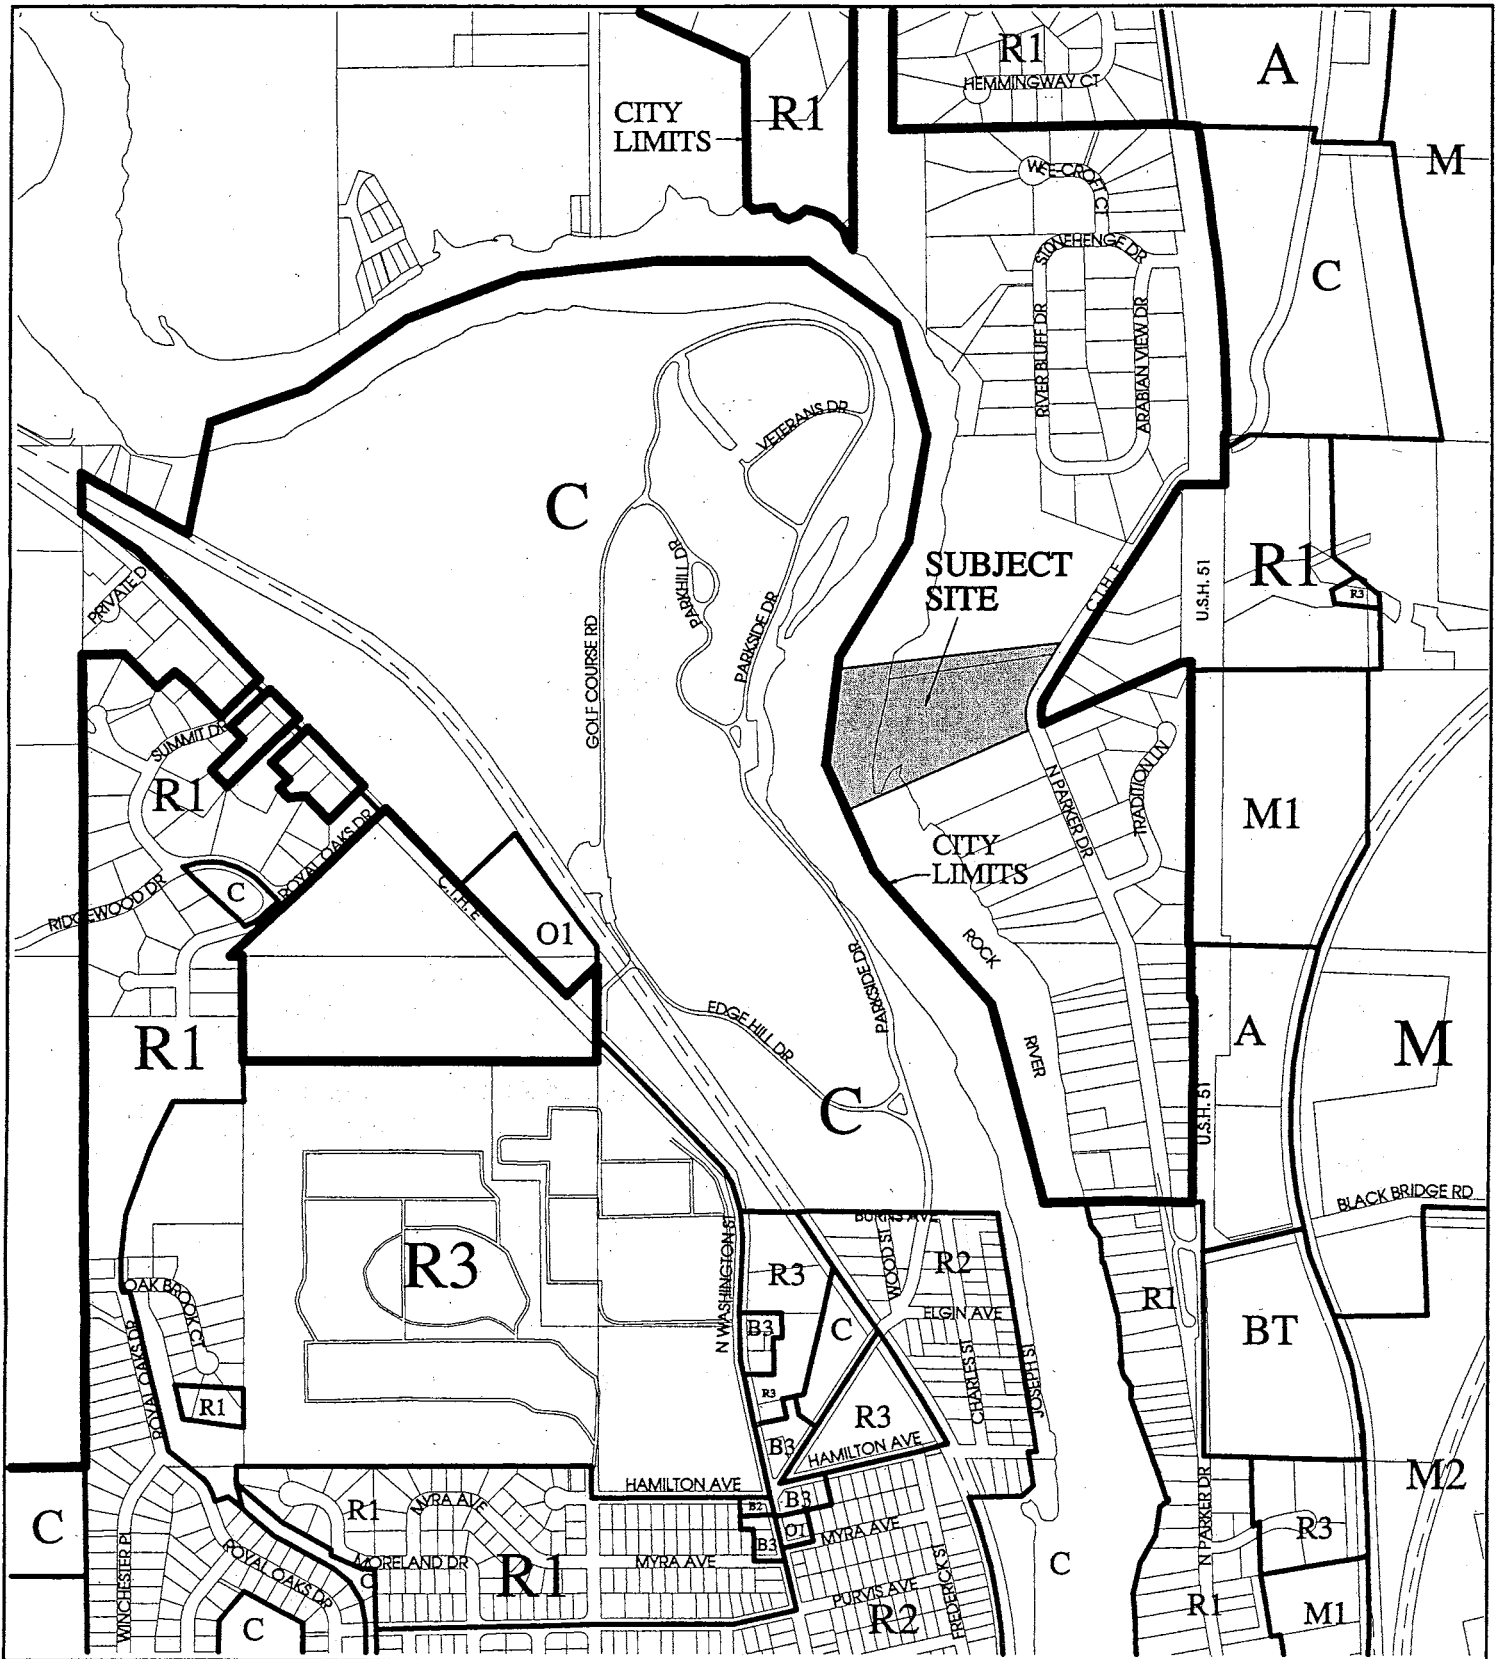 R1
HEMMINGWAY CT
A
CITY
LIMITS
R1
M
WEE-CROFT CT
STONEHENGE DR
C
RIVER BLUFF DR
ARABIAN VIEW DR
VETERANS DR
C
SUBJECT
SITE
PARKHILL DR
C.T.H. F
U.S.H. 51
R1
R3
PRIVATE D
GOLF COURSE RD
PARKSIDE DR
SUMMIT DR
R1
N PARKER DR
TRADITION LN
M1
ROYAL OAKS DR
CITY
LIMITS
RIDGEWOOD DR
C
C.T.H. E
O1
ROCK
PARKSIDE DR
EDGE HILL DR
RIVER
R1
A
M
C
U.S.H. 51
BLACK BRIDGE RD
BURNS AVE
N WASHINGTON ST
WOOD ST
R3
R3
R2
OAK BROOK CT
R1
ELGIN AVE
B3
C
BT
ROYAL OAKS DR
CHARLES ST
JOSEPH ST
R3
R1
R3
B3
HAMILTON AVE
HAMILTON AVE
M2
N PARKER DR
C
R1
MYRA AVE
B2
B3
O1
MYRA AVE
R3
WINCHESTER PL
ROYAL OAKS DR
MORELAND DR
R1
MYRA AVE
B3
C
C
PURVIS AVE
FREDERICK ST
R2
R1
M1
C